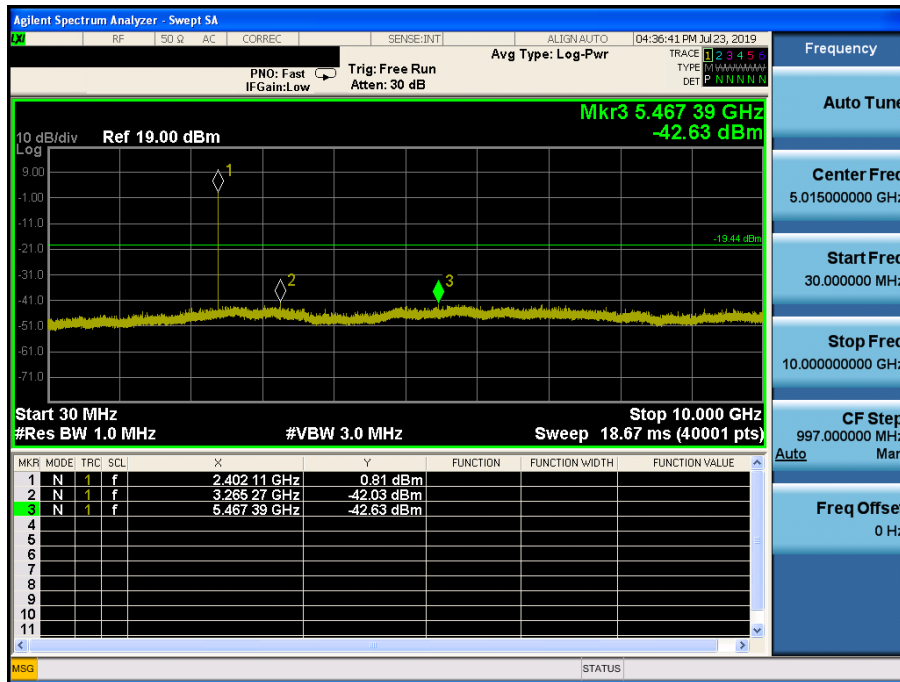 Agilent Spectrum Analyzer - Swept SA
LXI RF 50 Ω AC CORREC SENSE:INT ALIGNAUTO 04:36:41 PM Jul 23, 2019
PNO: Fast
IFGain:Low
Trig: Free Run
Atten: 30 dB
Avg Type: Log-Pwr
TRACE 1 2 3 4 5 6
TYPE M W W W W W
DET P N N N N N
Mkr3 5.467 39 GHz
-42.63 dBm
10 dB/div Ref 19.00 dBm
Log
9.00
-1.00
-11.0
-21.0
-31.0
-41.0
-51.0
-61.0
-71.0
1
2
3
-19.44 dBm
Start 30 MHz Stop 10.000 GHz
#Res BW 1.0 MHz #VBW 3.0 MHz Sweep 18.67 ms (40001 pts)
MKR MODE TRC SCL X Y FUNCTION FUNCTION WIDTH FUNCTION VALUE
1 N 1 f 2.402 11 GHz 0.81 dBm
2 N 1 f 3.265 27 GHz -42.03 dBm
3 N 1 f 5.467 39 GHz -42.63 dBm
4
5
6
7
8
9
10
11
MSG STATUS
Frequency
Auto Tune
Center Freq
5.015000000 GHz
Start Freq
30.000000 MHz
Stop Freq
10.000000000 GHz
CF Step
997.000000 MHz
Auto Man
Freq Offset
0 Hz